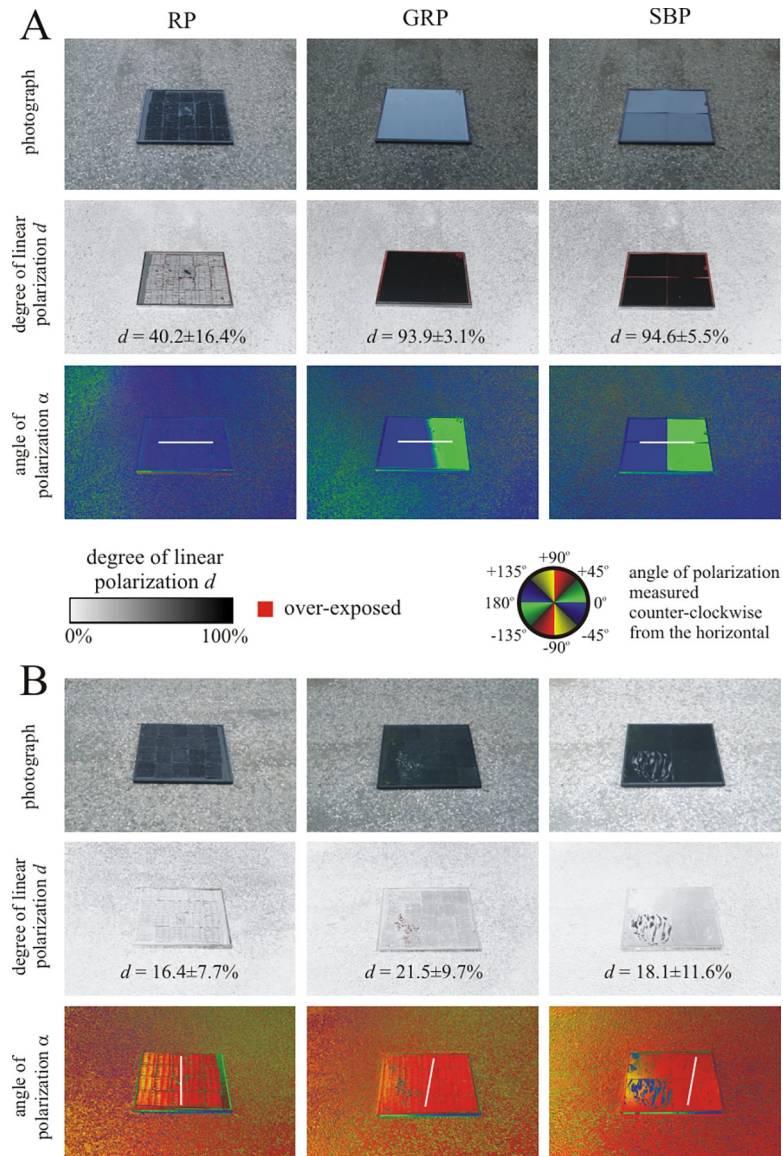 A
RP
GRP
SBP
photograph
degree of linear
polarization d
d = 40.2±16.4%
d = 93.9±3.1%
d = 94.6±5.5%
angle of
polarization α
degree of linear
polarization d
0%
100%
over-exposed
+90°
+135°
+45°
180°
0°
-135°
-45°
-90°
angle of polarization
measured
counter-clockwise
from the horizontal
B
photograph
degree of linear
polarization d
d = 16.4±7.7%
d = 21.5±9.7%
d = 18.1±11.6%
angle of
polarization α